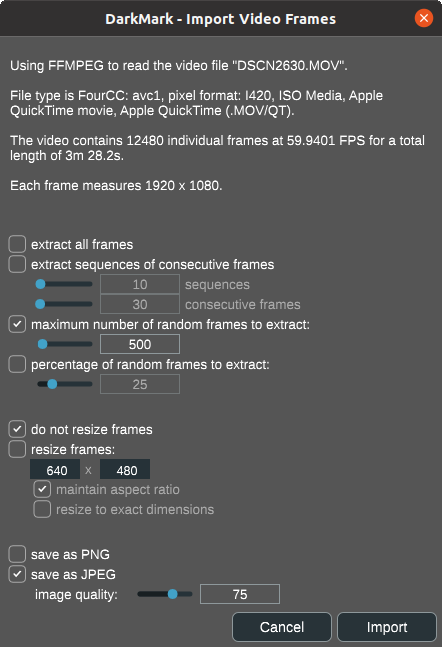 DarkMark - Import Video Frames
Using FFMPEG to read the video file "DSCN2630.MOV".
File type is FourCC: avc1, pixel format: I420, ISO Media, Apple
QuickTime movie, Apple QuickTime (.MOV/QT).
The video contains 12480 individual frames at 59.9401 FPS for a total
length of 3m 28.2s.
Each frame measures 1920 x 1080.
extract all frames
extract sequences of consecutive frames
10 sequences
30 consecutive frames
maximum number of random frames to extract:
500
percentage of random frames to extract:
25
do not resize frames
resize frames:
640 x 480
maintain aspect ratio
resize to exact dimensions
save as PNG
save as JPEG
image quality: 75
Cancel Import